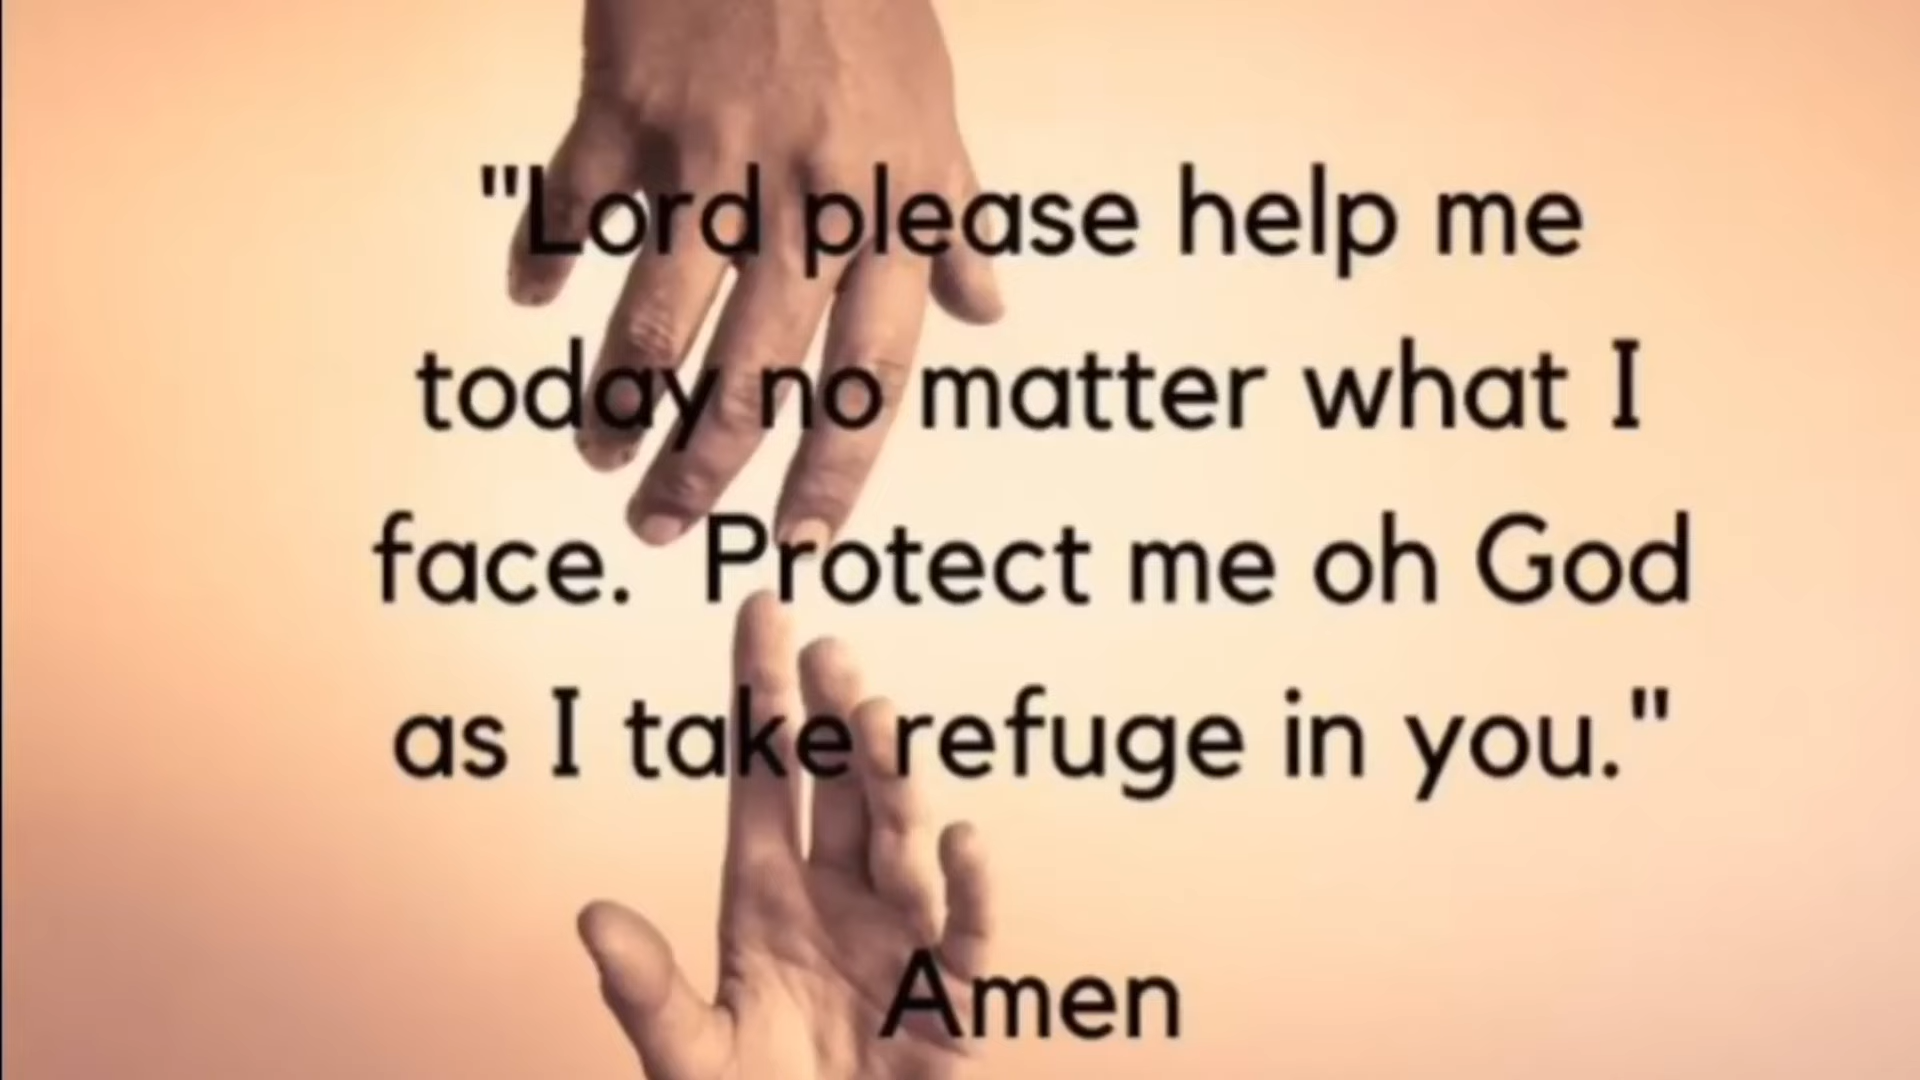 "Lord please help me
today no matter what I
face.  Protect me oh God
as I take refuge in you."
Amen